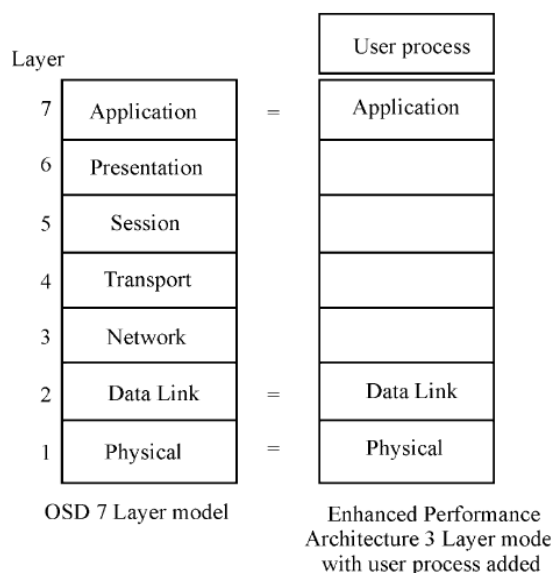 User process
Layer
7 Application = Application
6 Presentation
5 Session
4 Transport
3 Network
2 Data Link = Data Link
1 Physical = Physical
OSD 7 Layer model
Enhanced Performance
Architecture 3 Layer mode
with user process added